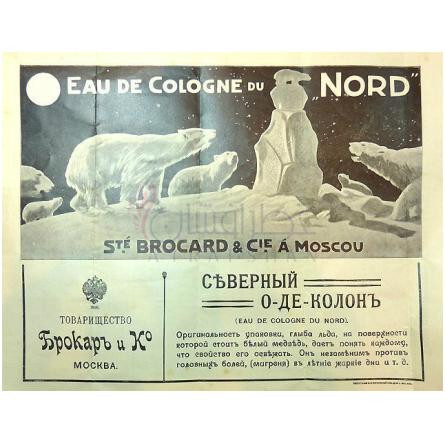 EAU DE COLOGNE DU „NORD"
STÉ BROCARD & CIE Á MOSCOU
ТОВАРИЩЕСТВО
Брокаръ и Ко
МОСКВА.
СѢВЕРНЫЙ
О-ДЕ-КОЛОНЪ
(EAU DE COLOGNE DU NORD).
Оригинальность упаковки, глыба льда, на поверхности
которой стоитъ бѣлый медвѣдь, даетъ понять каждому,
что свойство его освѣжать. Онъ незамѣнимъ противъ
головныхъ болей, (мигреня) въ лѣтніе жаркіе дни и т. д.